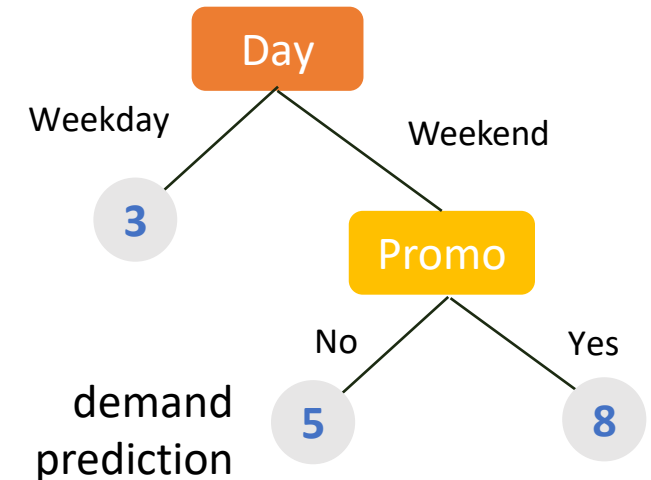 Day
Weekday
Weekend
3
Promo
No
Yes
demand
prediction
5
8